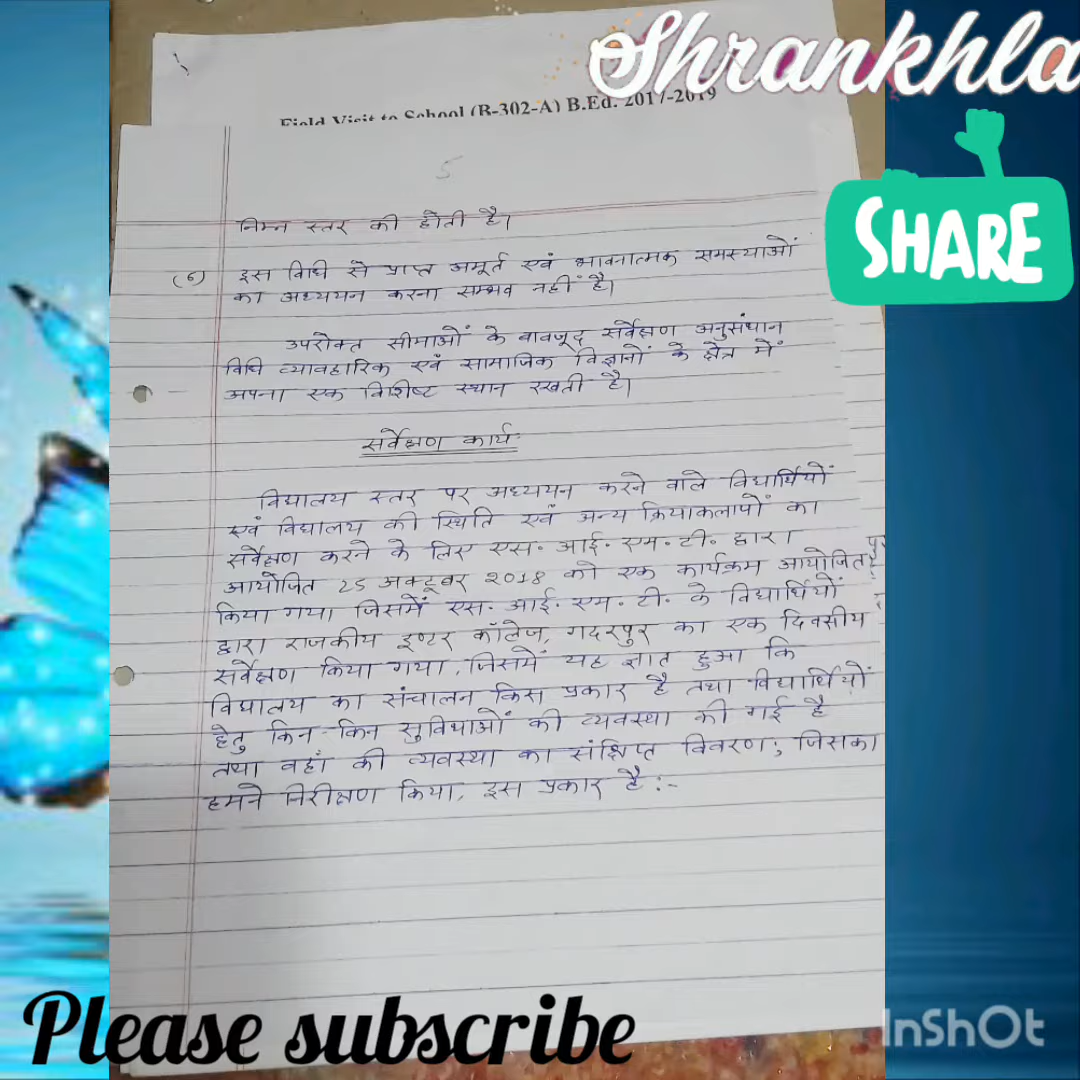 Shrankhla
SHARE
Field Visit to School (B-302-A) B.Ed. 2017-2019
5
निम्न स्तर की होती है।
(6) इस विधि से प्राप्त अमूर्त एवं भावनात्मक समस्याओं
का अध्ययन करना सम्भव नहीं है।
उपरोक्त सीमाओं के बावजूद सर्वेक्षण अनुसंधान
विधि व्यावहारिक एवं सामाजिक विज्ञानों के क्षेत्र में
अपना एक विशिष्ट स्थान रखती है।
सर्वेक्षण कार्य
विद्यालय स्तर पर अध्ययन करने वाले विद्यार्थियों
एवं विद्यालय की स्थिति एवं अन्य क्रियाकलापों का
सर्वेक्षण करने के लिए एस. आई. एम. टी. द्वारा
आयोजित 25 अक्टूबर 2018 को एक कार्यक्रम आयोजित
किया गया। जिसमें एस. आई. एम. टी. के विद्यार्थियों
द्वारा राजकीय इण्टर कॉलेज, गदरपुर का एक दिवसीय
सर्वेक्षण किया गया, जिसमें यह ज्ञात हुआ कि
विद्यालय का संचालन किस प्रकार है तथा विद्यार्थियों
हेतु किन-किन सुविधाओं की व्यवस्था की गई है
तथा वहाँ की व्यवस्था का संक्षिप्त विवरण; जिसका
हमने निरीक्षण किया, इस प्रकार है :-
Please subscribe
InShOt